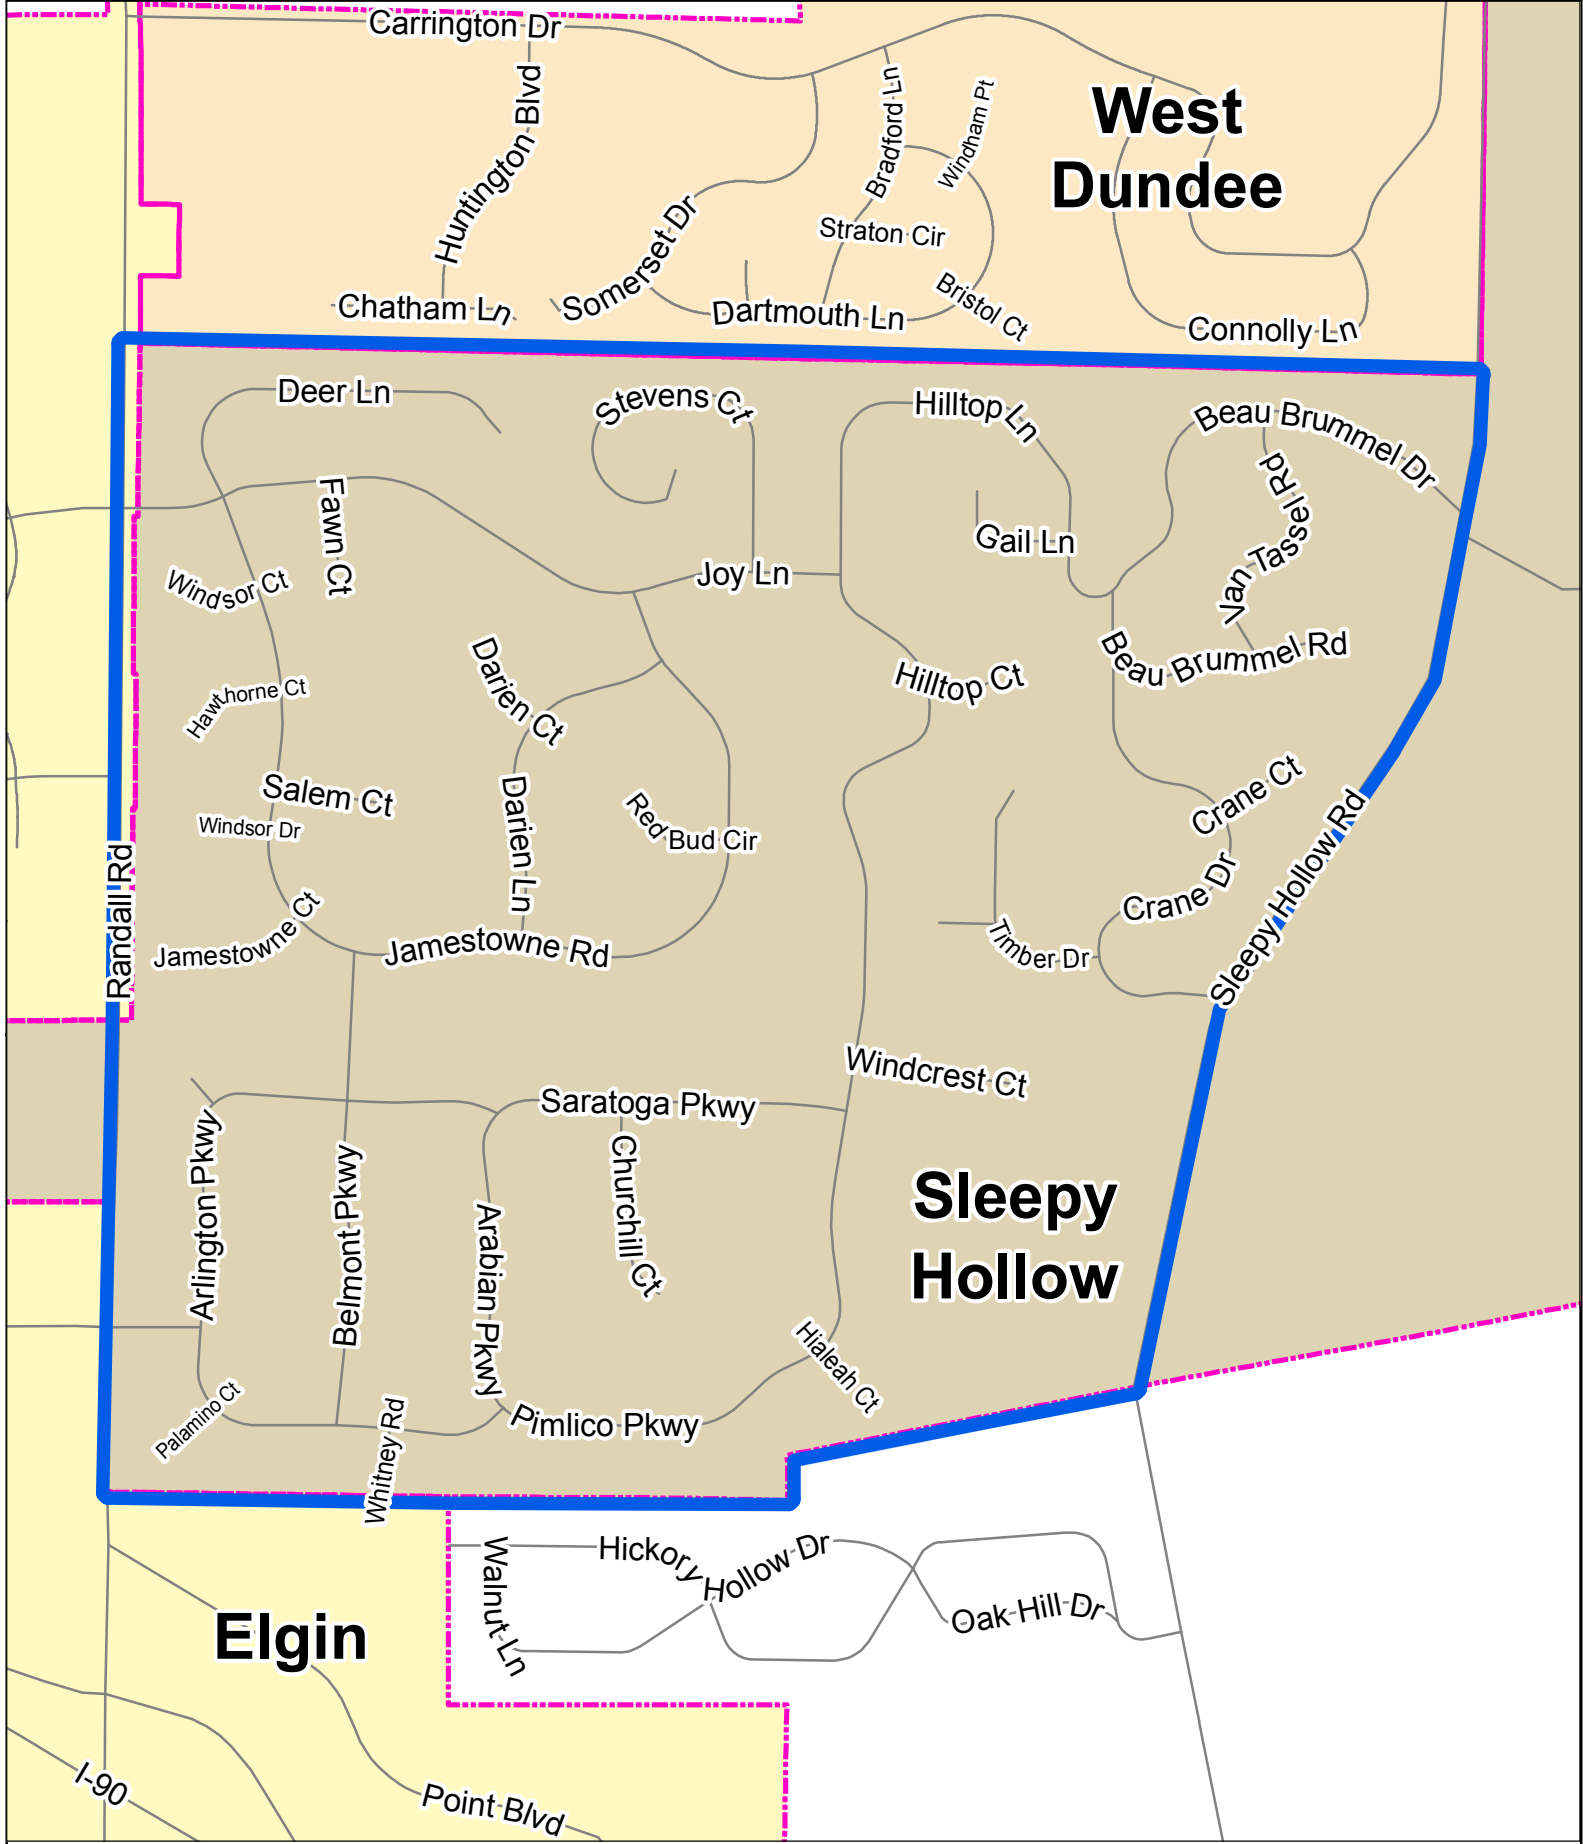 Carrington Dr
Huntington Blvd
Bradford Ln
Windham Pt
West
Dundee
Somerset Dr
Straton Cir
Chatham Ln
Dartmouth Ln
Bristol Ct
Connolly Ln
Deer Ln
Stevens Ct
Hilltop Ln
Beau Brummel Dr
Fawn Ct
Van Tassel Rd
Gail Ln
Windsor Ct
Joy Ln
Darien Ct
Hilltop Ct
Beau Brummel Rd
Hawthorne Ct
Salem Ct
Windsor Dr
Darien Ln
Red Bud Cir
Crane Ct
Crane Dr
Sleepy Hollow Rd
Randall Rd
Jamestowne Ct
Jamestowne Rd
Timber Dr
Windcrest Ct
Saratoga Pkwy
Arlington Pkwy
Belmont Pkwy
Arabian Pkwy
Churchill Ct
Sleepy
Hollow
Hialeah Ct
Palamino Ct
Whitney Rd
Pimlico Pkwy
Walnut Ln
Hickory Hollow Dr
Oak Hill Dr
Elgin
I-90
Point Blvd